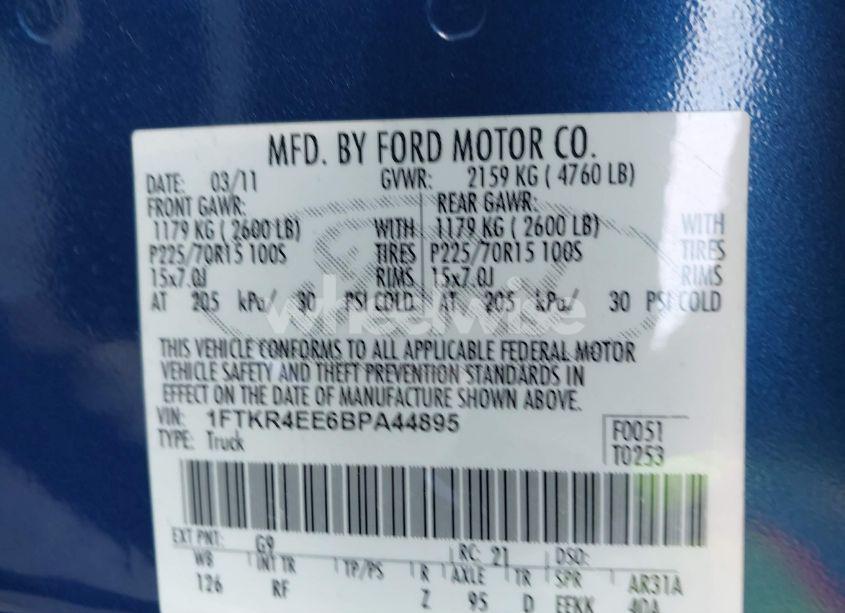 MFD. BY FORD MOTOR CO.
DATE: 03/11 GVWR: 2159 KG ( 4760 LB)
FRONT GAWR: REAR GAWR:
1179 KG ( 2600 LB) WITH 1179 KG ( 2600 LB) WITH
P225/70R15 100S TIRES P225/70R15 100S TIRES
15x7.0J RIMS 15x7.0J RIMS
AT 205 kPa/ 30 PSI COLD AT 205 kPa/ 30 PSI COLD
wheelwise
THIS VEHICLE CONFORMS TO ALL APPLICABLE FEDERAL MOTOR
VEHICLE SAFETY AND THEFT PREVENTION STANDARDS IN
EFFECT ON THE DATE OF MANUFACTURE SHOWN ABOVE.
VIN: 1FTKR4EE6BPA44895 F0051
TYPE: Truck T0253
EXT PNT: G9 RC: 21 DSO:
WB INT TR TP/PS R AXLE TR SPR AR31A
126 RF Z 95 D EEKK 40A